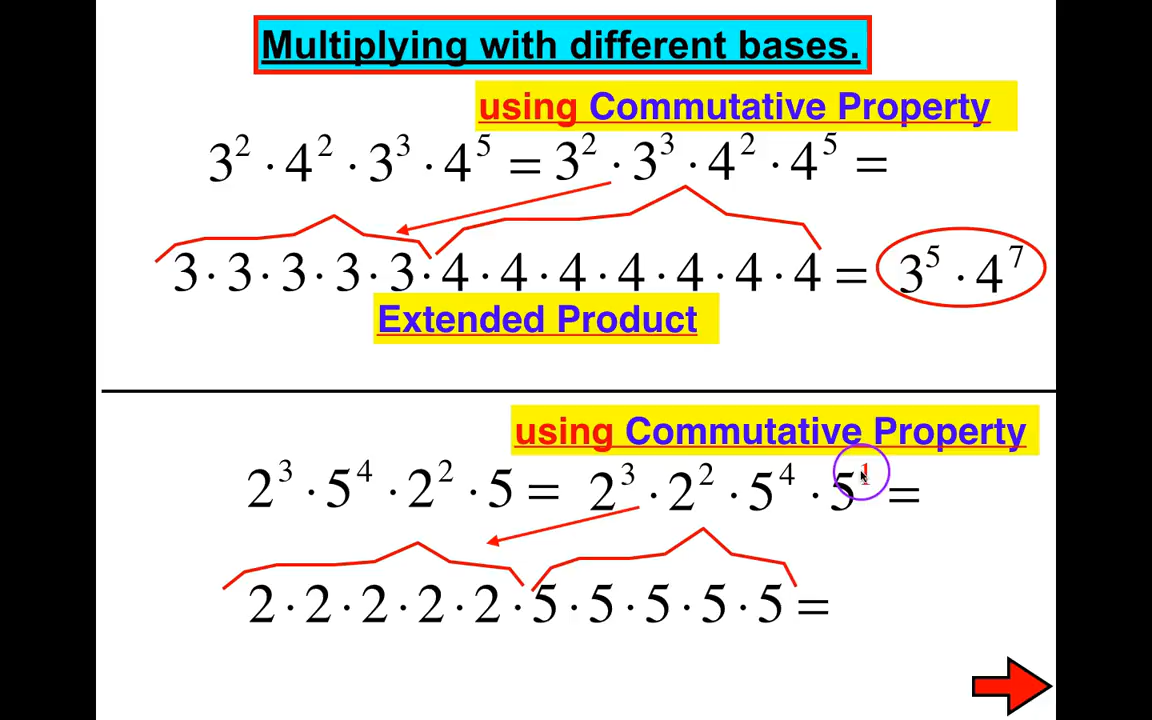 Multiplying with different bases.
using Commutative Property
3² · 4² · 3³ · 4⁵ = 3² · 3³ · 4² · 4⁵ =
3 · 3 · 3 · 3 · 3 · 4 · 4 · 4 · 4 · 4 · 4 · 4 = 3⁵ · 4⁷
Extended Product
using Commutative Property
2³ · 5⁴ · 2² · 5 = 2³ · 2² · 5⁴ · 5¹ =
2 · 2 · 2 · 2 · 2 · 5 · 5 · 5 · 5 · 5 =